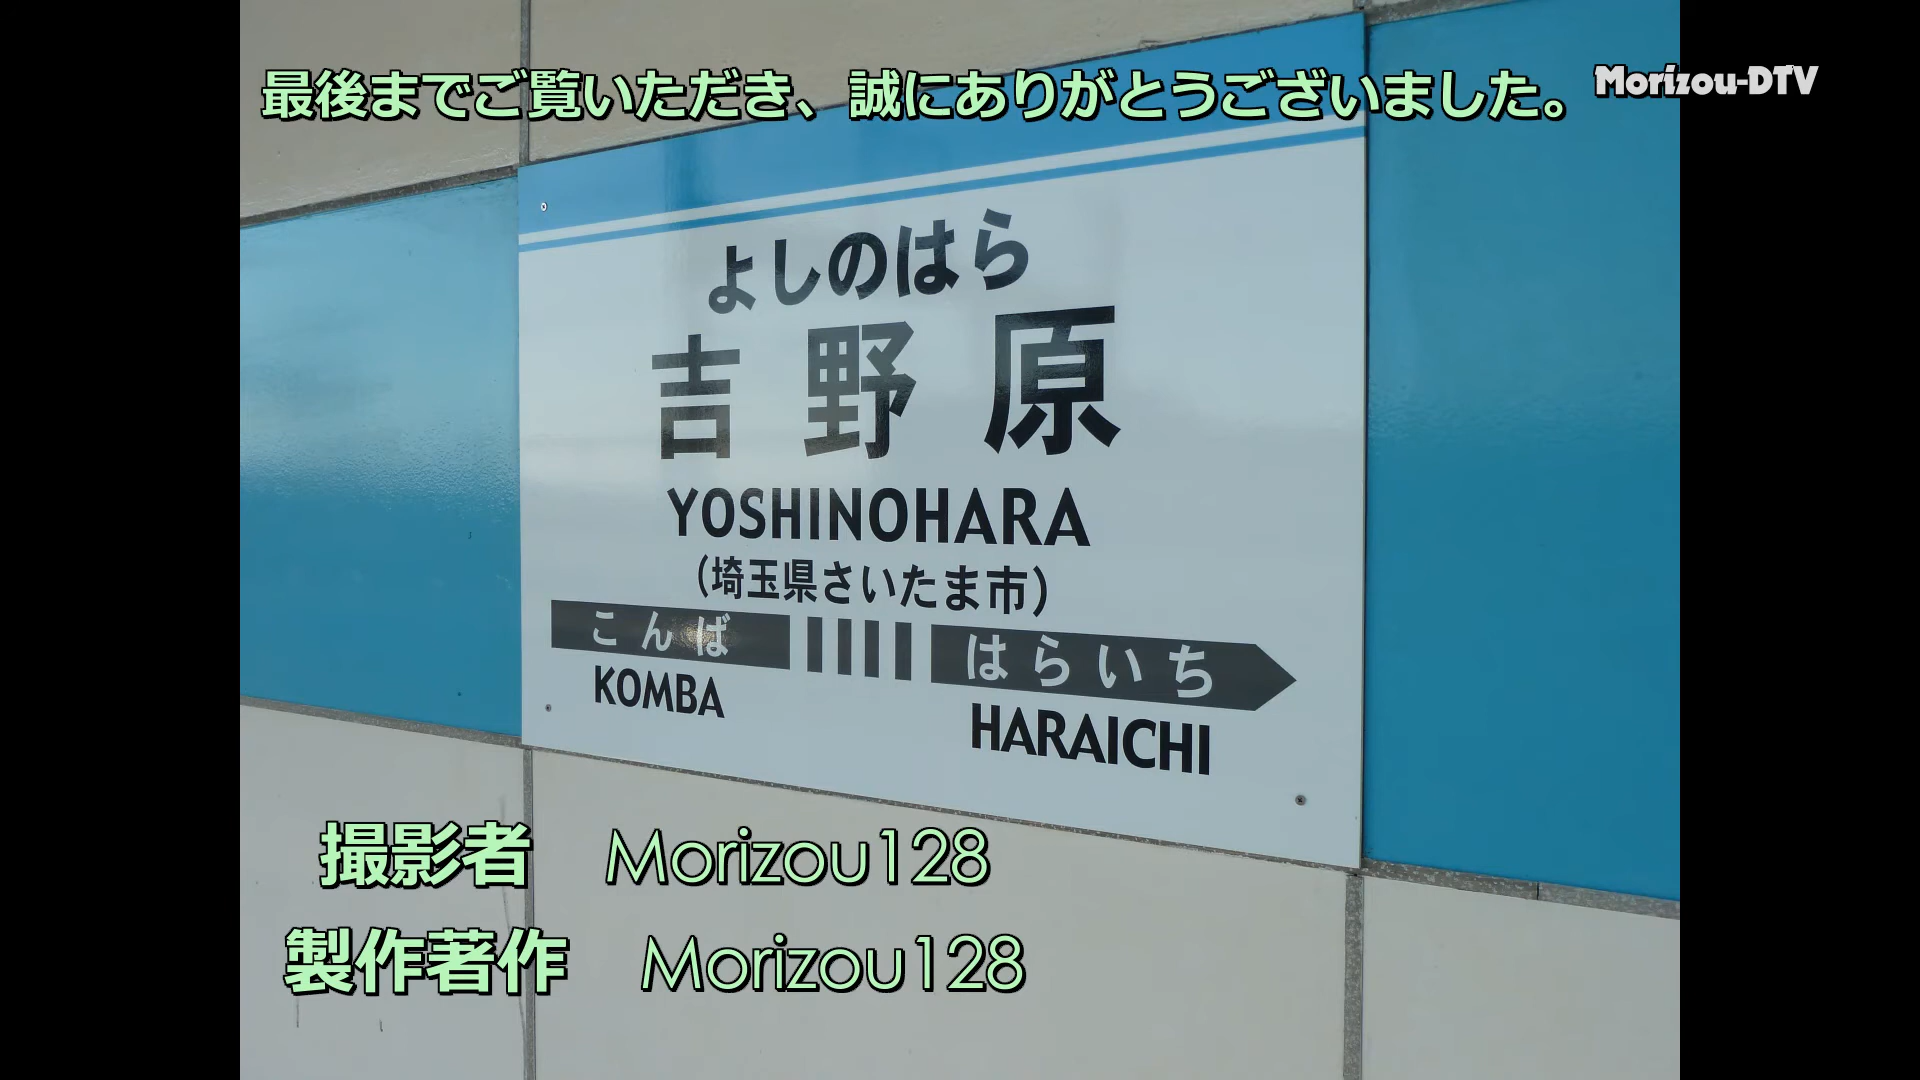 最後までご覧いただき、誠にありがとうございました。
Morizou-DTV
よしのはら
吉野原
YOSHINOHARA
(埼玉県さいたま市)
こんば はらいち
KOMBA HARAICHI
撮影者 Morizou128
製作著作 Morizou128